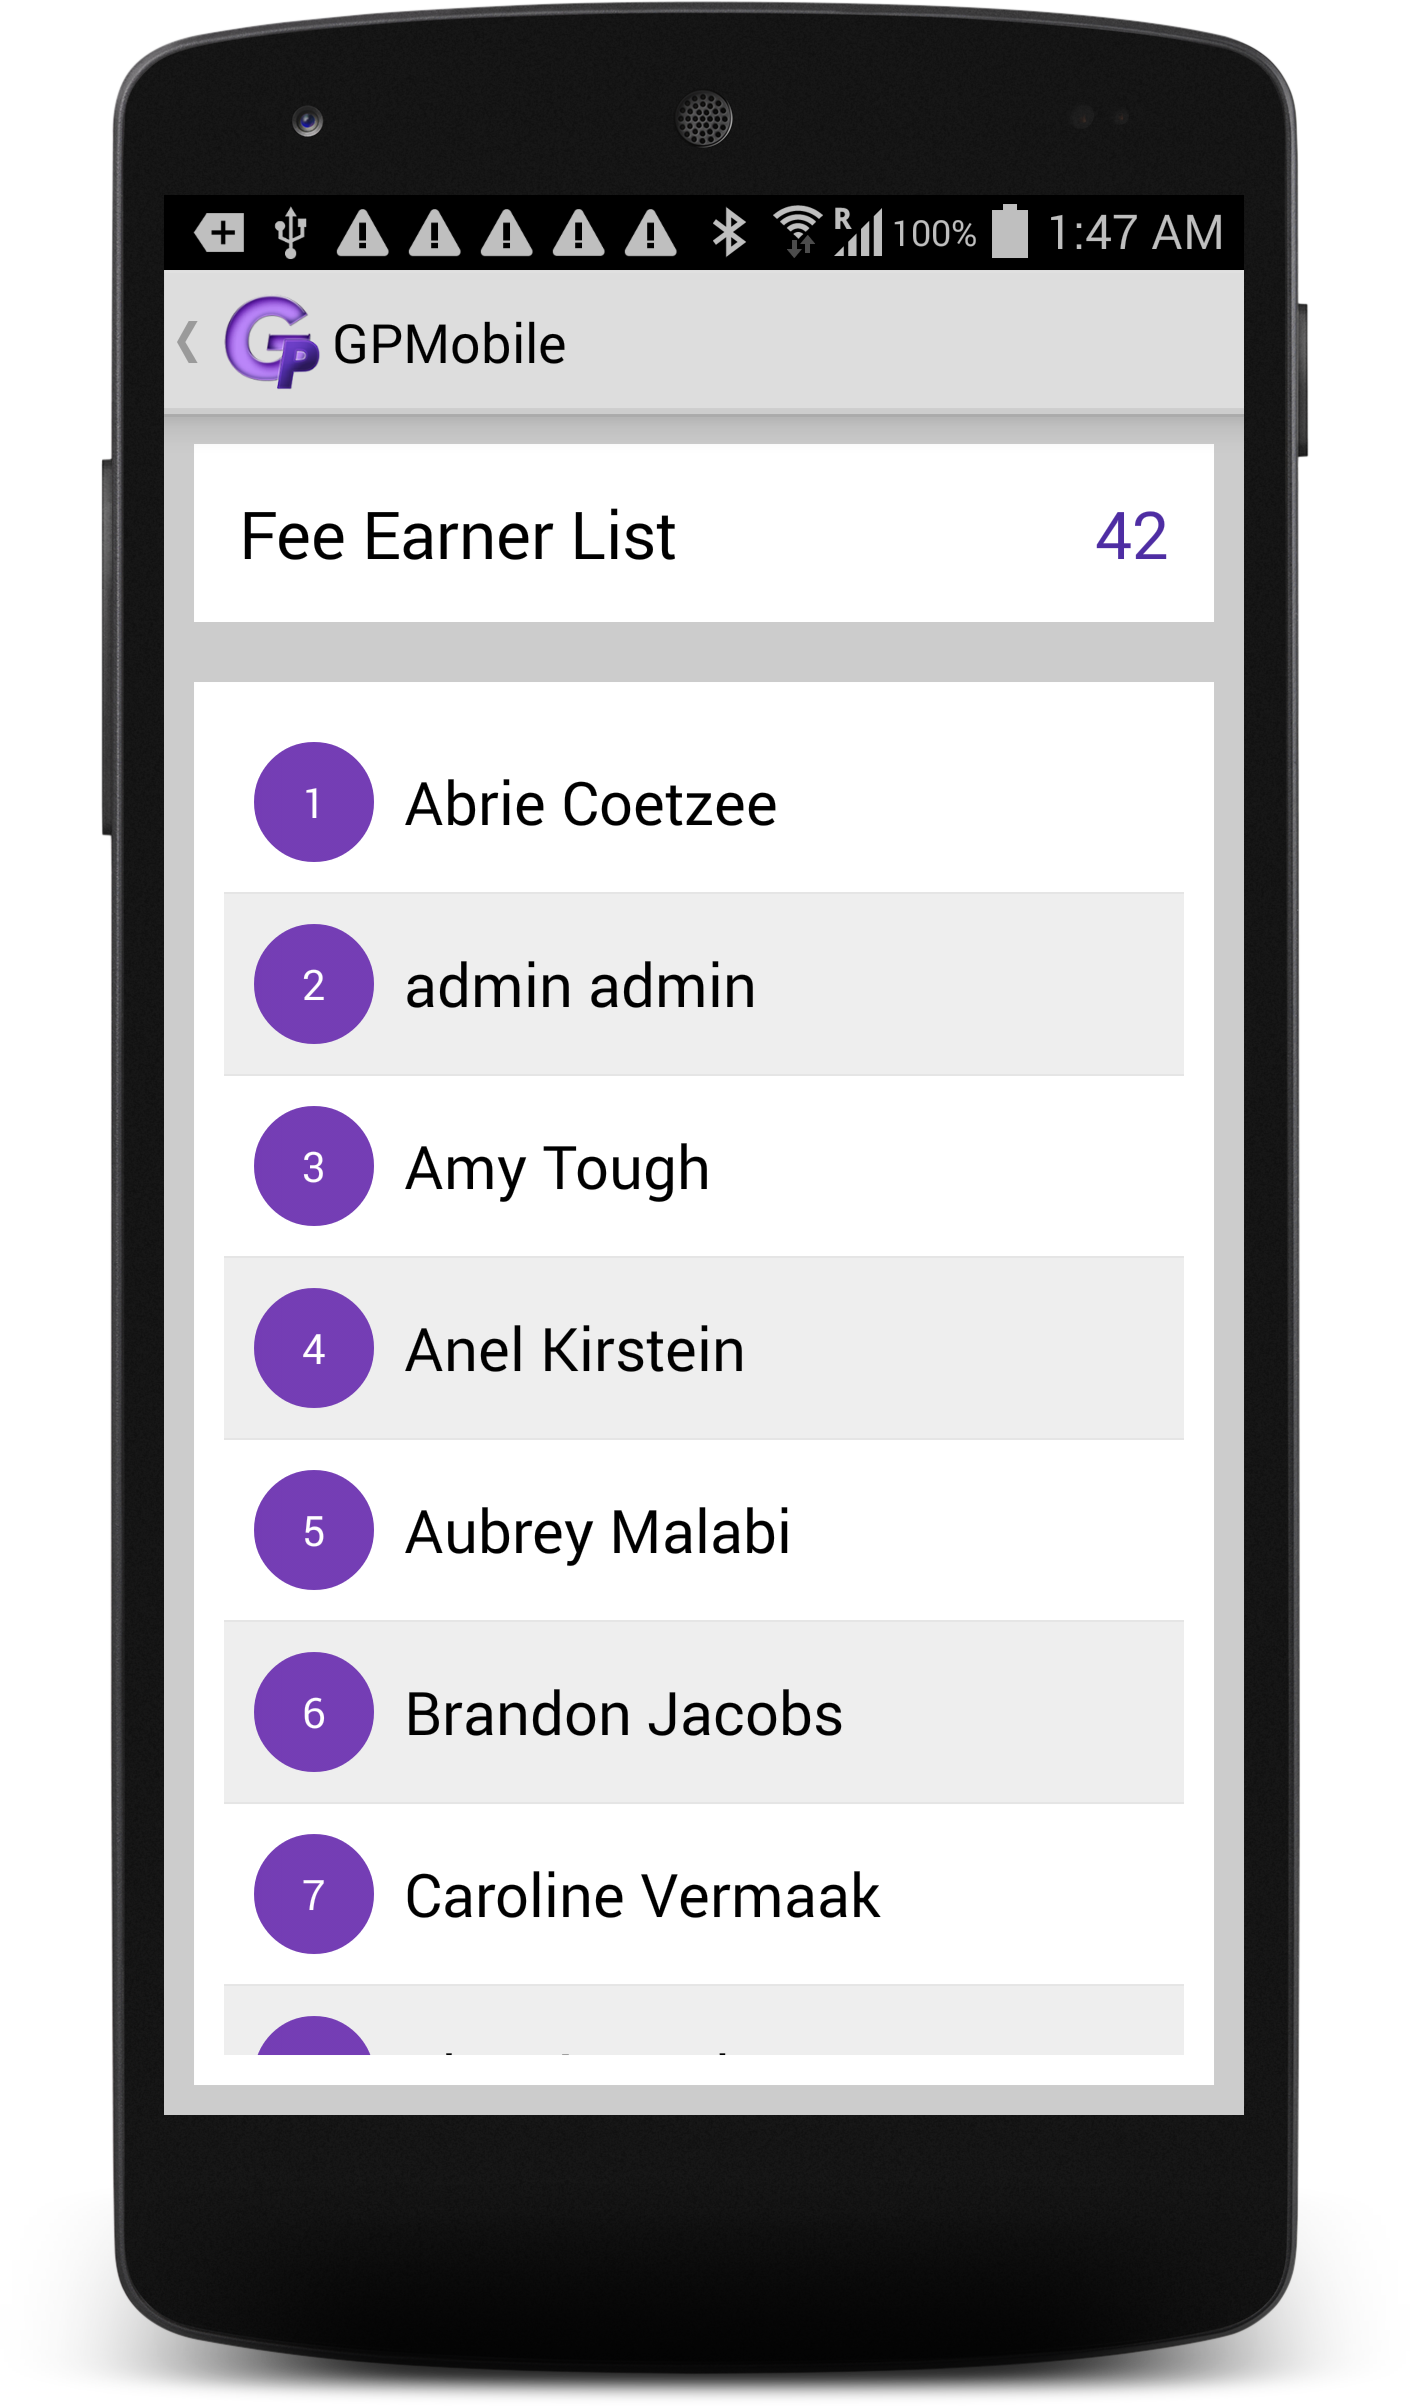 R 100% 1:47 AM
GP GPMobile
Fee Earner List 42
1 Abrie Coetzee
2 admin admin
3 Amy Tough
4 Anel Kirstein
5 Aubrey Malabi
6 Brandon Jacobs
7 Caroline Vermaak